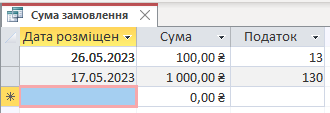 Сума замовлення
Дата розміщен Сума Податок
26.05.2023 100,00 ₴ 13
17.05.2023 1 000,00 ₴ 130
* 0,00 ₴